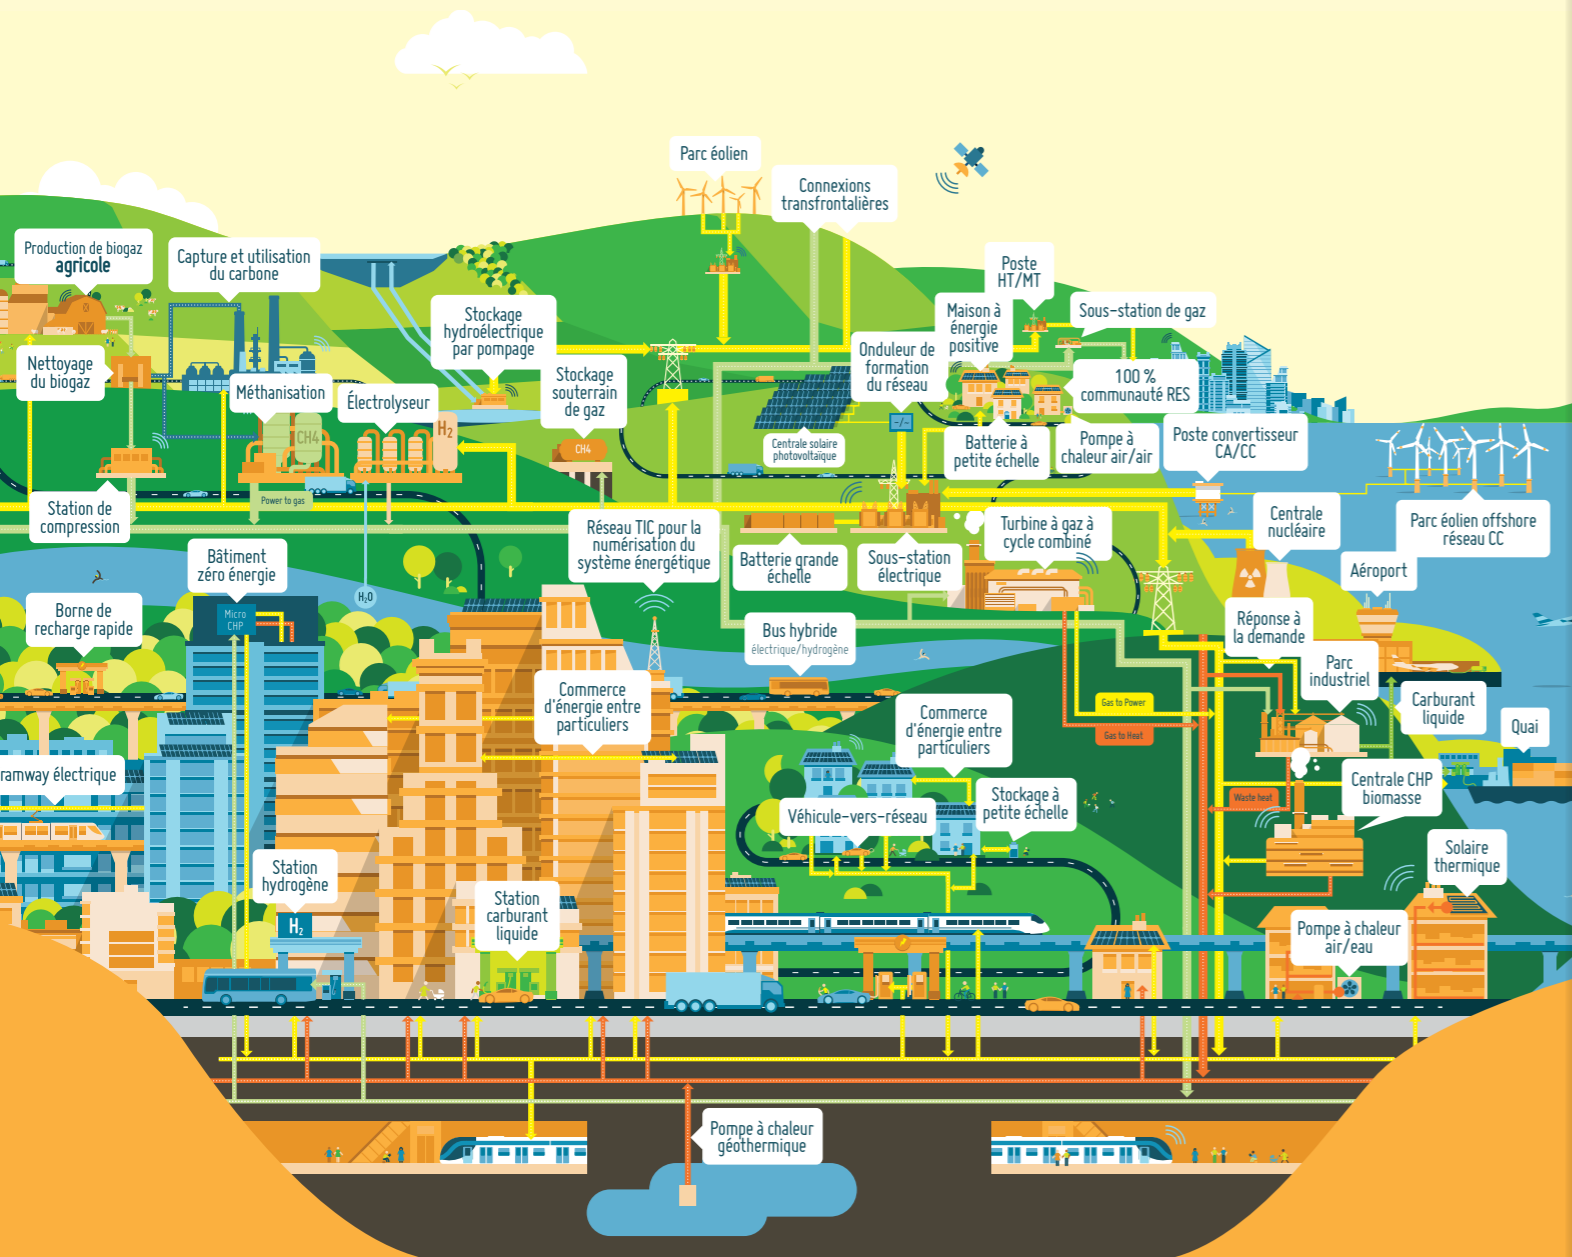 Parc éolien
Connexions
transfrontalières
Production de biogaz
agricole
Capture et utilisation
du carbone
Poste
HT/MT
Stockage
hydroélectrique
par pompage
Maison à
énergie
positive
Sous-station de gaz
Nettoyage
du biogaz
Méthanisation
Électrolyseur
Stockage
souterrain
de gaz
Onduleur de
formation
du réseau
100 %
communauté RES
CH4
H2
CH4
-/~
Centrale solaire
photovoltaïque
Batterie à
petite échelle
Pompe à
chaleur air/air
Poste convertisseur
CA/CC
Station de
compression
Power to gas
Réseau TIC pour la
numérisation du
système énergétique
Batterie grande
échelle
Sous-station
électrique
Turbine à gaz à
cycle combiné
Centrale
nucléaire
Parc éolien offshore
réseau CC
Bâtiment
zéro énergie
H2O
Aéroport
Borne de
recharge rapide
Micro
CHP
Bus hybride
électrique/hydrogène
Réponse à
la demande
Parc
industriel
Commerce
d'énergie entre
particuliers
Commerce
d'énergie entre
particuliers
Gas to Power
Gas to Heat
Carburant
liquide
Quai
ramway électrique
Véhicule-vers-réseau
Stockage à
petite échelle
Waste heat
Centrale CHP
biomasse
Station
hydrogène
H2
Station
carburant
liquide
Solaire
thermique
Pompe à chaleur
air/eau
Pompe à chaleur
géothermique